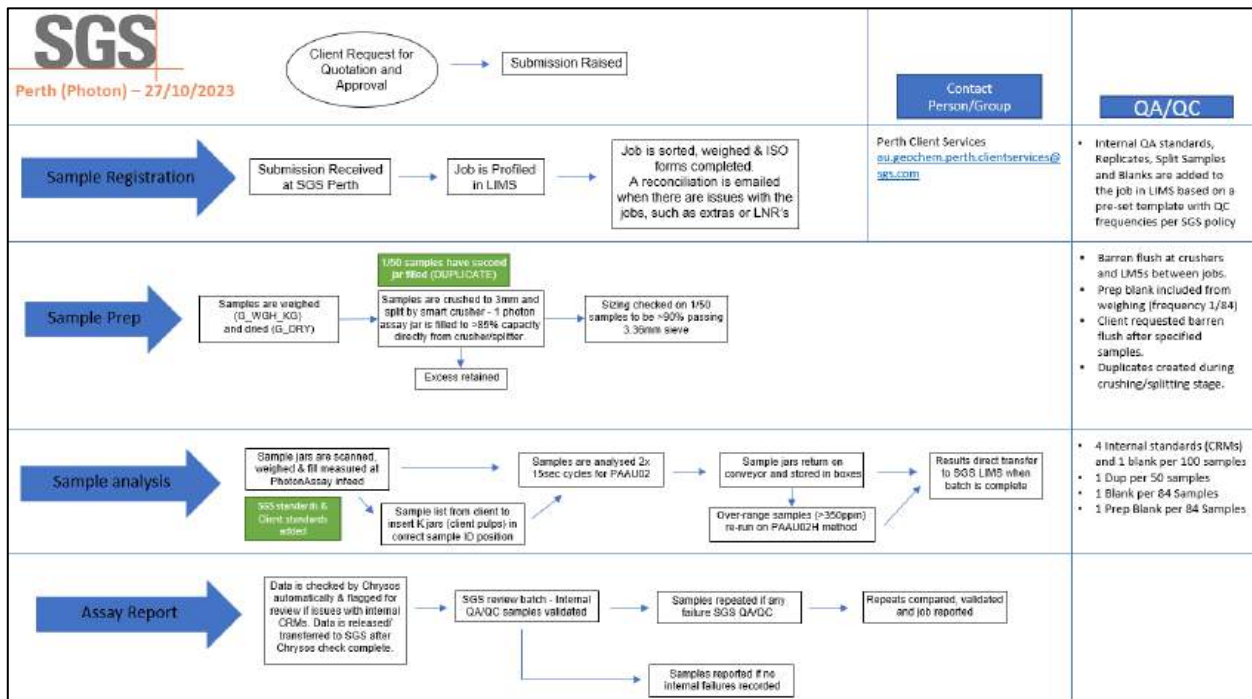 SGS
Perth (Photon) – 27/10/2023
Client Request for
Quotation and
Approval
Submission Raised
Contact
Person/Group
QA/QC
Sample Registration
Submission Received
at SGS Perth
Job is Profiled
in LIMS
Job is sorted, weighed & ISO
forms completed.
A reconciliation is emailed
when there are issues with the
jobs, such as extras or LNR's
Perth Client Services
au.geochem.perth.clientservices@
sgs.com
• Internal QA standards,
Replicates, Split Samples
and Blanks are added to
the job in LIMS based on a
pre-set template with QC
frequencies per SGS policy
Sample Prep
Samples are weighed
(G_WGH_KG)
and dried (G_DRY)
1/50 samples have second
jar filled (DUPLICATE)
Samples are crushed to 3mm and
split by smart crusher - 1 photon
assay jar is filled to >85% capacity
directly from crusher/splitter.
Excess retained
Sizing checked on 1/50
samples to be >90% passing
3.36mm sieve
• Barren flush at crushers
and LM5s between jobs.
• Prep blank included from
weighing (frequency 1/84)
• Client requested barren
flush after specified
samples.
• Duplicates created during
crushing/splitting stage.
Sample analysis
Sample jars are scanned,
weighed & fill measured at
PhotonAssay infeed
SGS standards &
Client standards
added
Sample list from client to
insert K jars (client pulps) in
correct sample ID position
Samples are analysed 2x
15sec cycles for PAAU02
Sample jars return on
conveyor and stored in boxes
Over-range samples (>350ppm)
re-run on PAAU02H method
Results direct transfer
to SGS LIMS when
batch is complete
• 4 Internal standards (CRMs)
and 1 blank per 100 samples
• 1 Dup per 50 samples
• 1 Blank per 84 Samples
• 1 Prep Blank per 84 Samples
Assay Report
Data is checked by Chrysos
automatically & flagged for
review if issues with internal
CRMs. Data is released/
transferred to SGS after
Chrysos check complete.
SGS review batch - Internal
QA/QC samples validated
Samples repeated if any
failure SGS QA/QC
Repeats compared, validated
and job reported
Samples reported if no
internal failures recorded